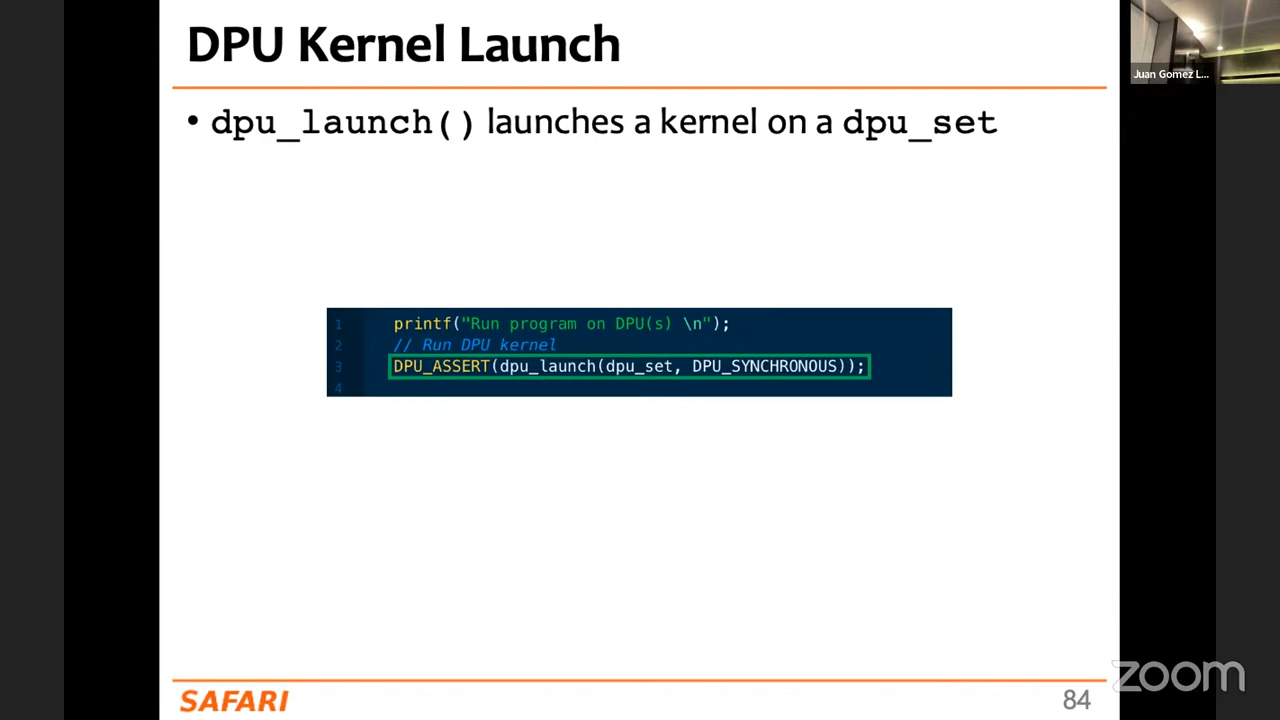 DPU Kernel Launch
Juan Gomez L...
• dpu_launch() launches a kernel on a dpu_set
1 printf("Run program on DPU(s) \n");
2 // Run DPU kernel
3 DPU_ASSERT(dpu_launch(dpu_set, DPU_SYNCHRONOUS));
4
SAFARI
84
zoom